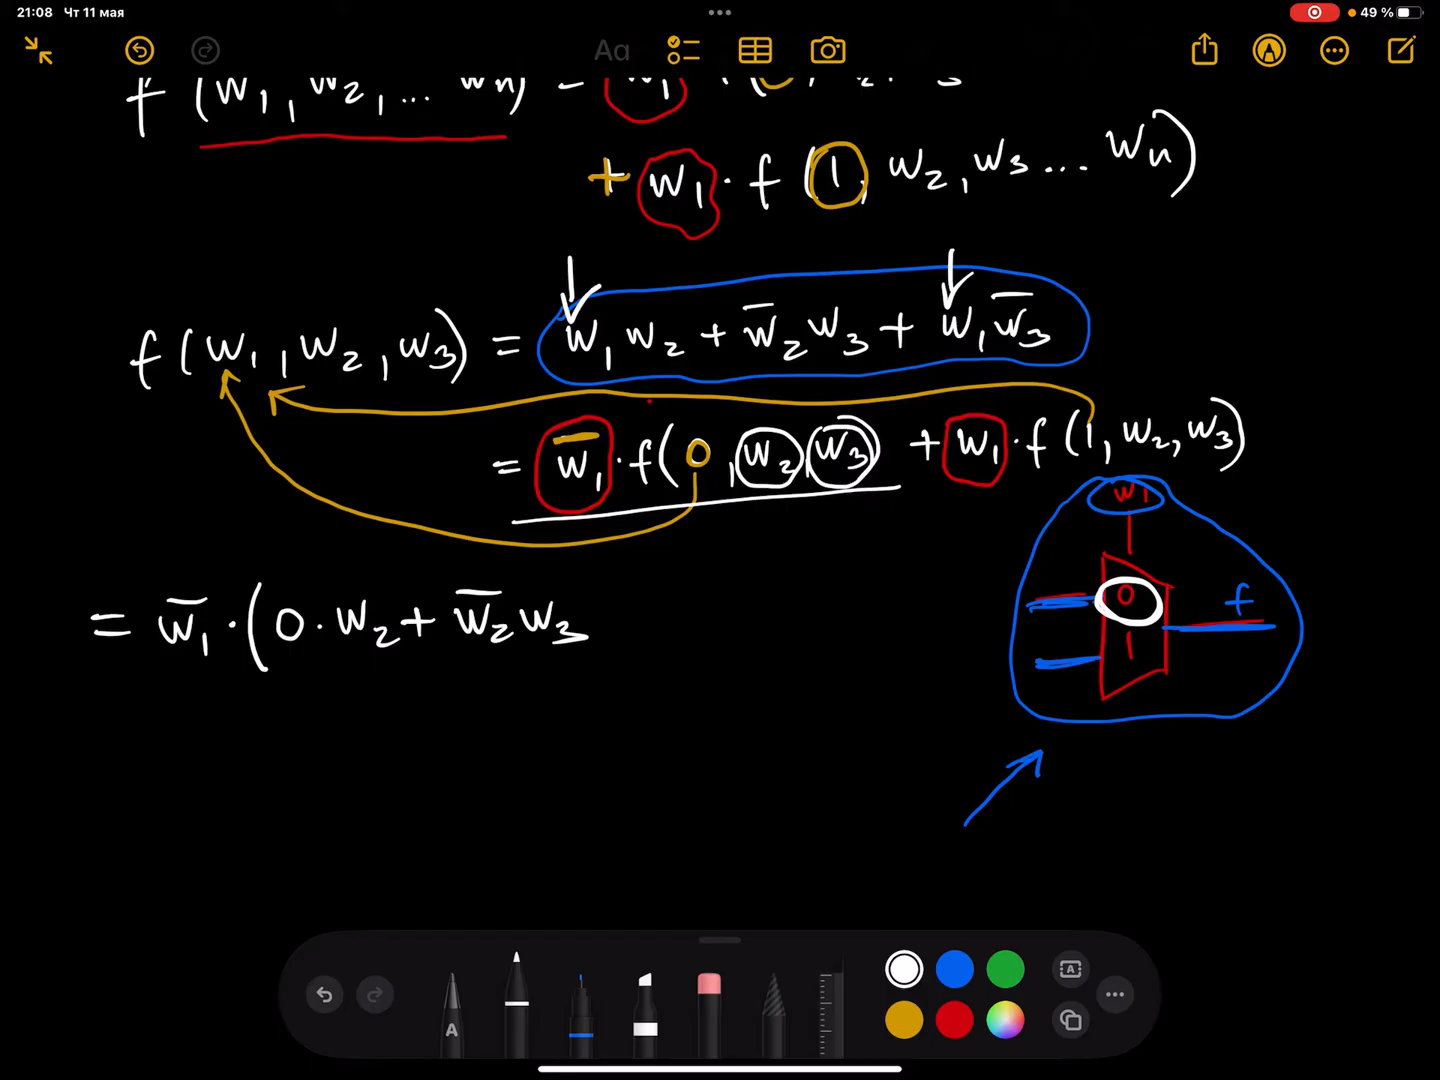 21:08 Чт 11 мая
49 %
Aa
f (w₁, w₂, ... wₙ) =
+ w₁ · f (1, w₂, w₃ ... wₙ)
f (w₁, w₂, w₃) = w₁ w₂ + w̅₂ w₃ + w₁ w̅₃
= w̅₁ · f(0, w₂, w₃) + w₁ · f (1, w₂, w₃)
w₁
0
f
1
= w̅₁ · (0 · w₂ + w̅₂ w₃
A
A